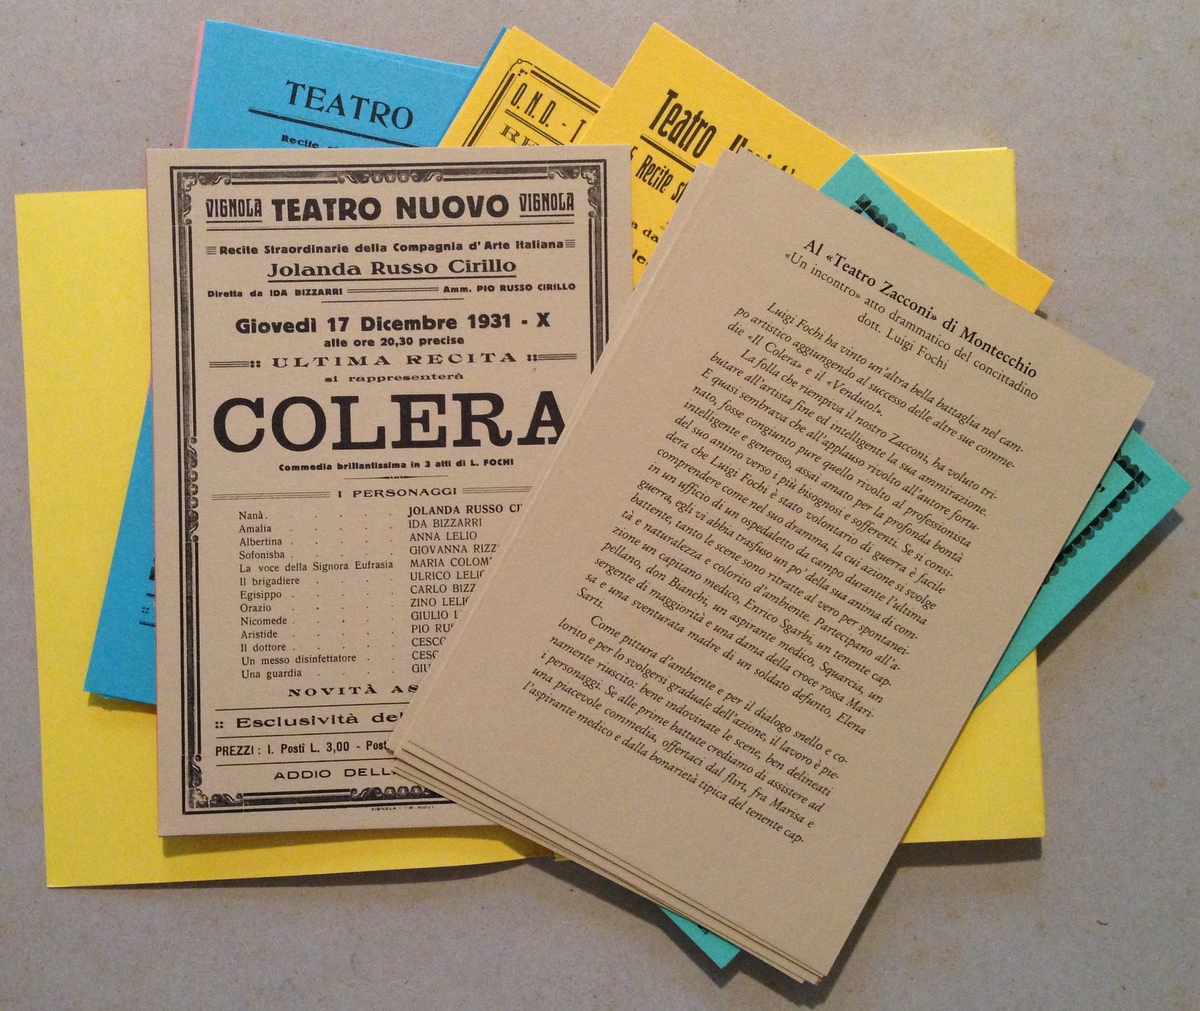 TEATRO
Recite
O. N. D. - T
Teatro
Recite
VIGNOLA TEATRO NUOVO VIGNOLA
Recite Straordinarie della Compagnia d' Arte Italiana
Jolanda Russo Cirillo
Diretta da IDA BIZZARRI Amm. PIO RUSSO CIRILLO
Giovedì 17 Dicembre 1931 - X
alle ore 20,30 precise
:: ULTIMA RECITA ::
si rappresenterà
COLERA
Commedia brillantissima in 3 atti di L. FOCHI
I PERSONAGGI
Nanà . . . . . JOLANDA RUSSO
Amalia . . . . . IDA BIZZARRI
Albertina . . . . ANNA LELIO
Sofonisba . . . . GIOVANNA
La voce della Signora Eufrasia MARIA
Il brigadiere . . . . ULRICO
Egisippo . . . . CARLO
Orazio . . . . ZINO
Nicomede . . . . GIULIO
Aristide . . . . PIO
Il dottore . . . .
Un messo disinfettatore . .
Una guardia . . . .
NOVITÀ
:: Esclusività
PREZZI : I. Posti L. 3,00 -
ADDIO
Al «Teatro Zacconi» di Montecchio
«Un incontro» atto drammatico del concittadino
dott. Luigi Fochi
Luigi Fochi ha vinto un'altra bella battaglia nel cam-
po artistico aggiungendo al successo delle altre sue comme-
die «Il Colera» e il «Venduto!».
La folla che riempiva il nostro Zacconi, ha voluto tri-
butare all'artista fine ed intelligente la sua ammirazione.
E quasi sembrava che all'applauso rivolto all'autore fortu-
nato, fosse congiunto pure quello rivolto al professionista
intelligente e generoso, assai amato per la profonda bontà
del suo animo verso i più bisognosi e sofferenti. Se si consi-
dera che Luigi Fochi è stato volontario di guerra è facile
comprendere come nel suo dramma, la cui azione si svolge
in un ufficio di un ospedaletto da campo durante l'ultima
guerra, egli vi abbia trasfuso un po' della sua anima di com-
battente, tanto le scene sono ritratte al vero per spontanei-
tà e naturalezza e colorito d'ambiente. Partecipano all'a-
zione un capitano medico, Enrico Sgarbi, un tenente cap-
pellano, don Bianchi, un aspirante medico, Squarcia, un
sergente di maggiorità e una dama della croce rossa Mari-
sa e una sventurata madre di un soldato defunto, Elena
Sarti.
Come pittura d'ambiente e per il dialogo snello e co-
lorito e per lo svolgersi graduale dell'azione, il lavoro è pie-
namente riuscito: bene indovinate le scene, ben delineati
i personaggi. Se alle prime battute crediamo di assistere ad
una piacevole commedia, offertaci dal flirt, fra Marisa e
l'aspirante medico e dalla bonarietà tipica del tenente cap-